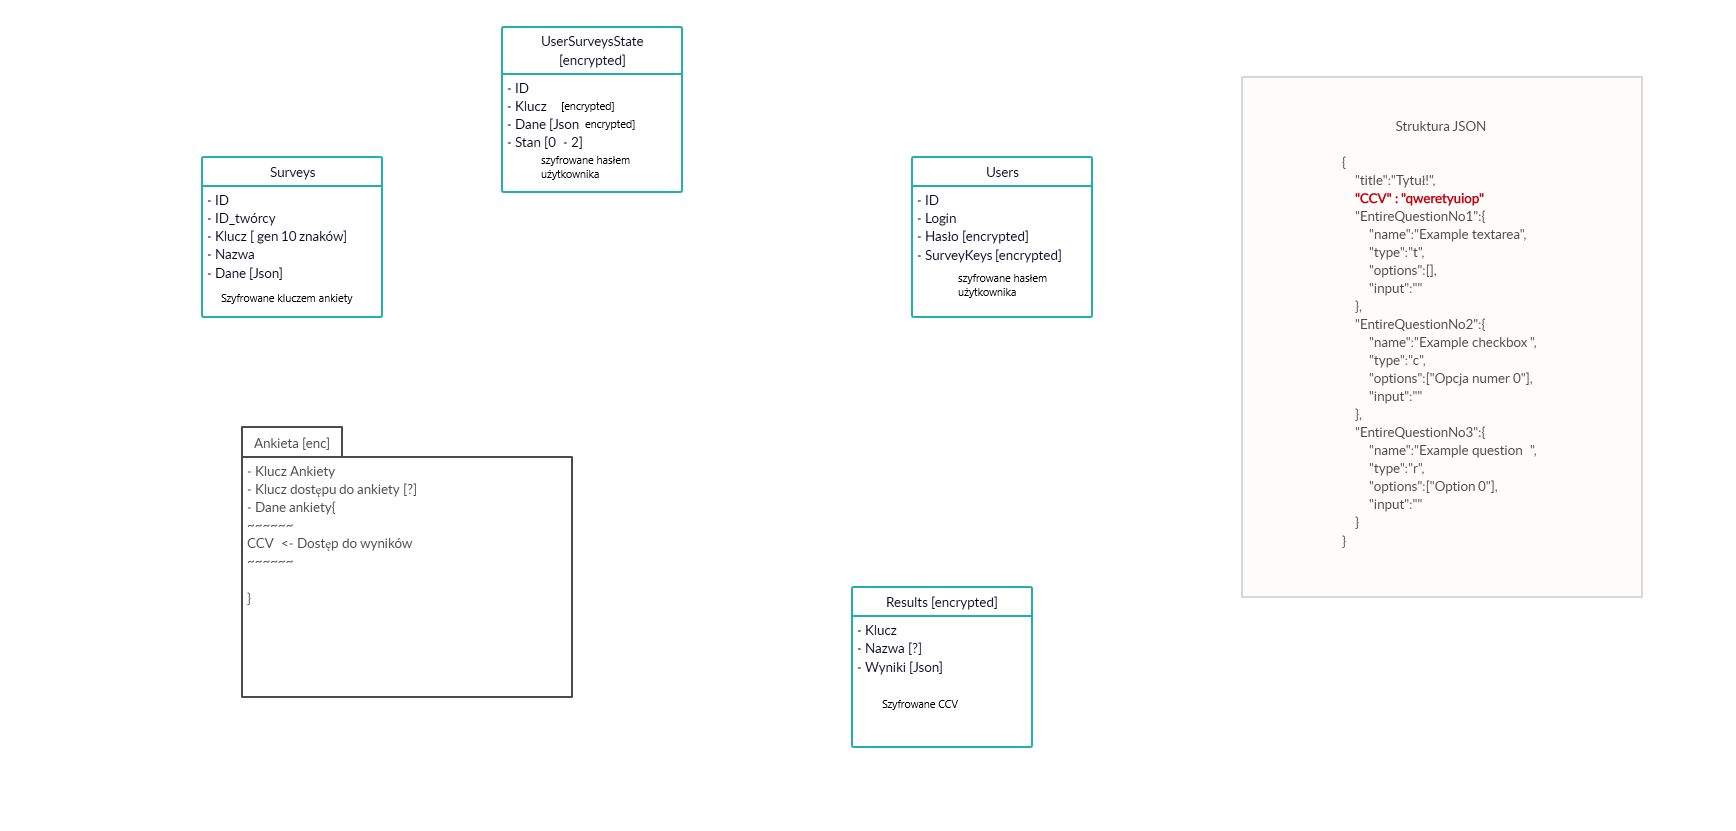 UserSurveysState
[encrypted]
- ID
- Klucz [encrypted]
- Dane [Json encrypted]
- Stan [0 - 2]
szyfrowane hasłem
użytkownika
Surveys
- ID
- ID_twórcy
- Klucz [ gen 10 znaków]
- Nazwa
- Dane [Json]
Szyfrowane kluczem ankiety
Users
- ID
- Login
- Hasło [encrypted]
- SurveyKeys [encrypted]
szyfrowane hasłem
użytkownika
Struktura JSON
{
"title":"Tytuł!",
"CCV" : "qweretyuiop"
"EntireQuestionNo1":{
"name":"Example textarea",
"type":"t",
"options":[],
"input":""
},
"EntireQuestionNo2":{
"name":"Example checkbox ",
"type":"c",
"options":["Opcja numer 0"],
"input":""
},
"EntireQuestionNo3":{
"name":"Example question ",
"type":"r",
"options":["Option 0"],
"input":""
}
}
Ankieta [enc]
- Klucz Ankiety
- Klucz dostępu do ankiety [?]
- Dane ankiety{
~~~~~~
CCV <- Dostęp do wyników
~~~~~~
}
Results [encrypted]
- Klucz
- Nazwa [?]
- Wyniki [Json]
Szyfrowane CCV